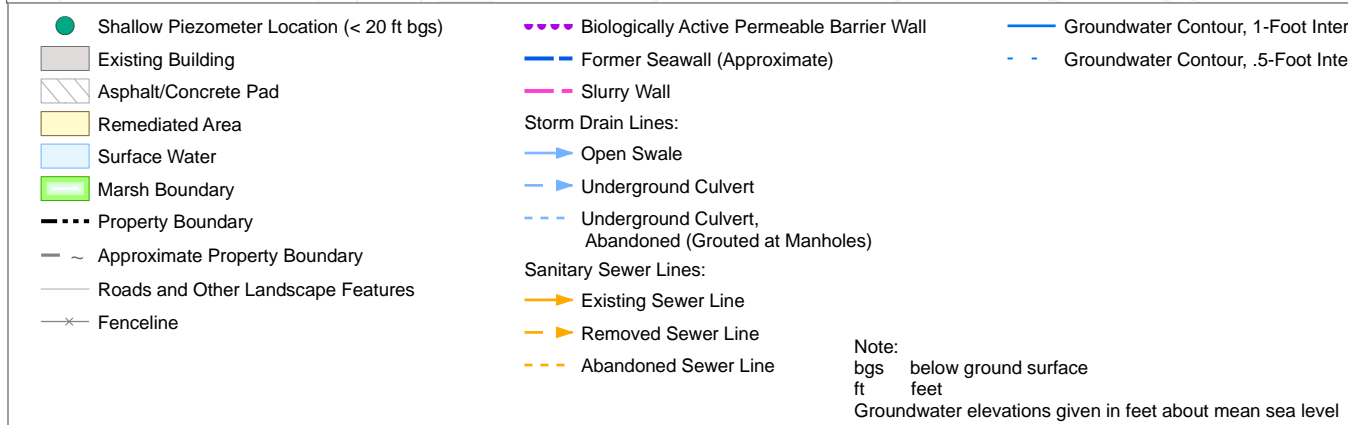 Shallow Piezometer Location (< 20 ft bgs)
Existing Building
Asphalt/Concrete Pad
Remediated Area
Surface Water
Marsh Boundary
Property Boundary
~ Approximate Property Boundary
Roads and Other Landscape Features
Fenceline
Biologically Active Permeable Barrier Wall
Former Seawall (Approximate)
Slurry Wall
Storm Drain Lines:
Open Swale
Underground Culvert
Underground Culvert,
Abandoned (Grouted at Manholes)
Sanitary Sewer Lines:
Existing Sewer Line
Removed Sewer Line
Abandoned Sewer Line
Groundwater Contour, 1-Foot Inter
Groundwater Contour, .5-Foot Inte
Note:
bgs below ground surface
ft feet
Groundwater elevations given in feet about mean sea level